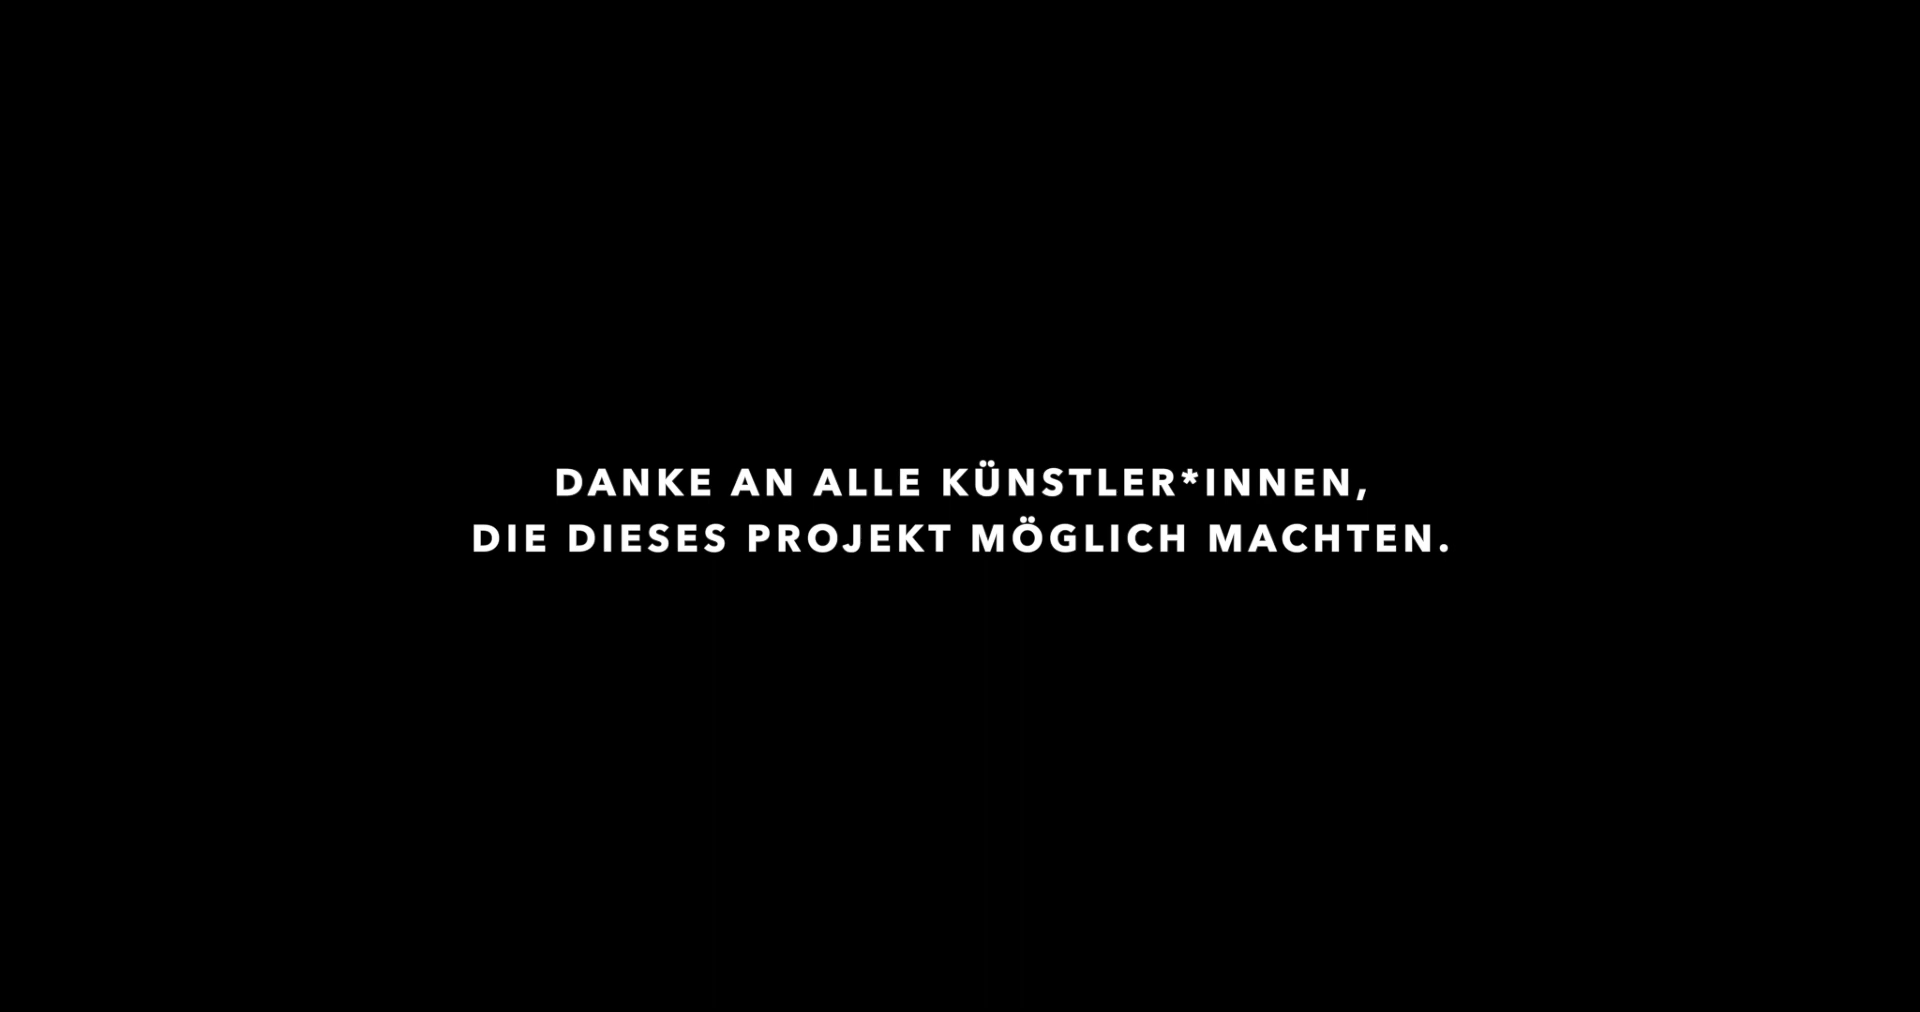 DANKE AN ALLE KÜNSTLER*INNEN,
DIE DIESES PROJEKT MÖGLICH MACHTEN.